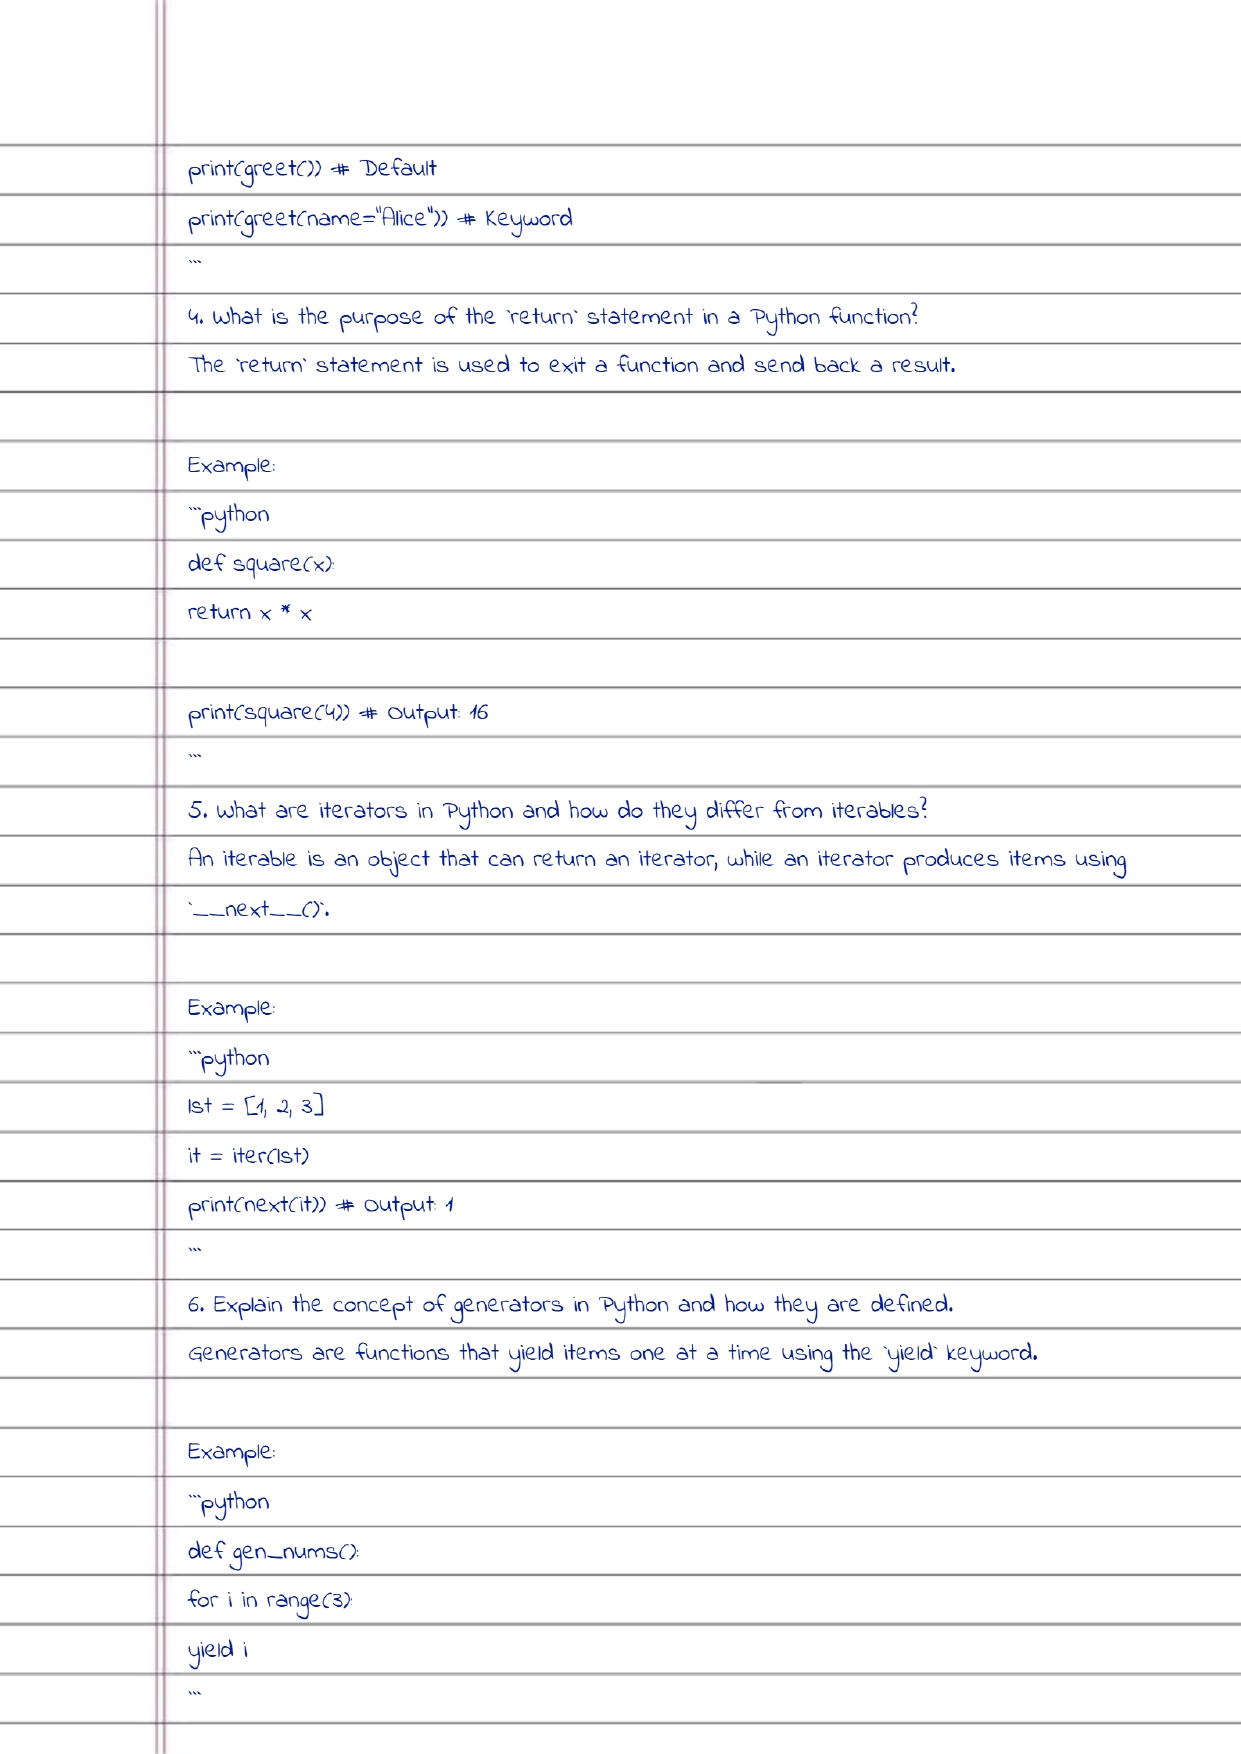 print(greet()) # Default
print(greet(name="Alice")) # Keyword
```
4. What is the purpose of the `return` statement in a Python function?
The `return` statement is used to exit a function and send back a result.
Example:
```python
def square(x):
return x * x
print(square(4)) # Output: 16
```
5. What are iterators in Python and how do they differ from iterables?
An iterable is an object that can return an iterator, while an iterator produces items using
`__next__()`.
Example:
```python
lst = [1, 2, 3]
it = iter(lst)
print(next(it)) # Output: 1
```
6. Explain the concept of generators in Python and how they are defined.
Generators are functions that yield items one at a time using the `yield` keyword.
Example:
```python
def gen_nums():
for i in range(3):
yield i
```